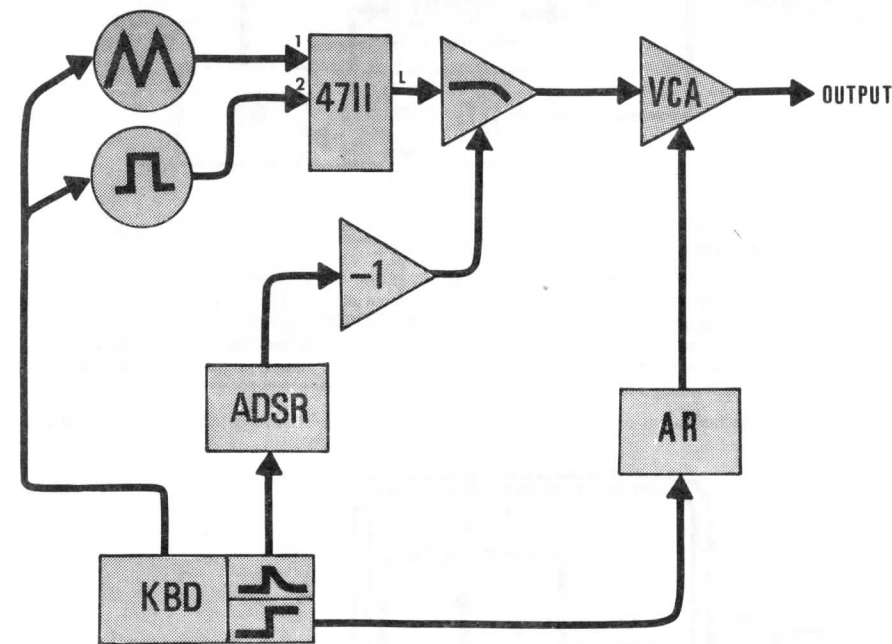 1
2
4711
L
VCA
OUTPUT
-1
ADSR
AR
KBD